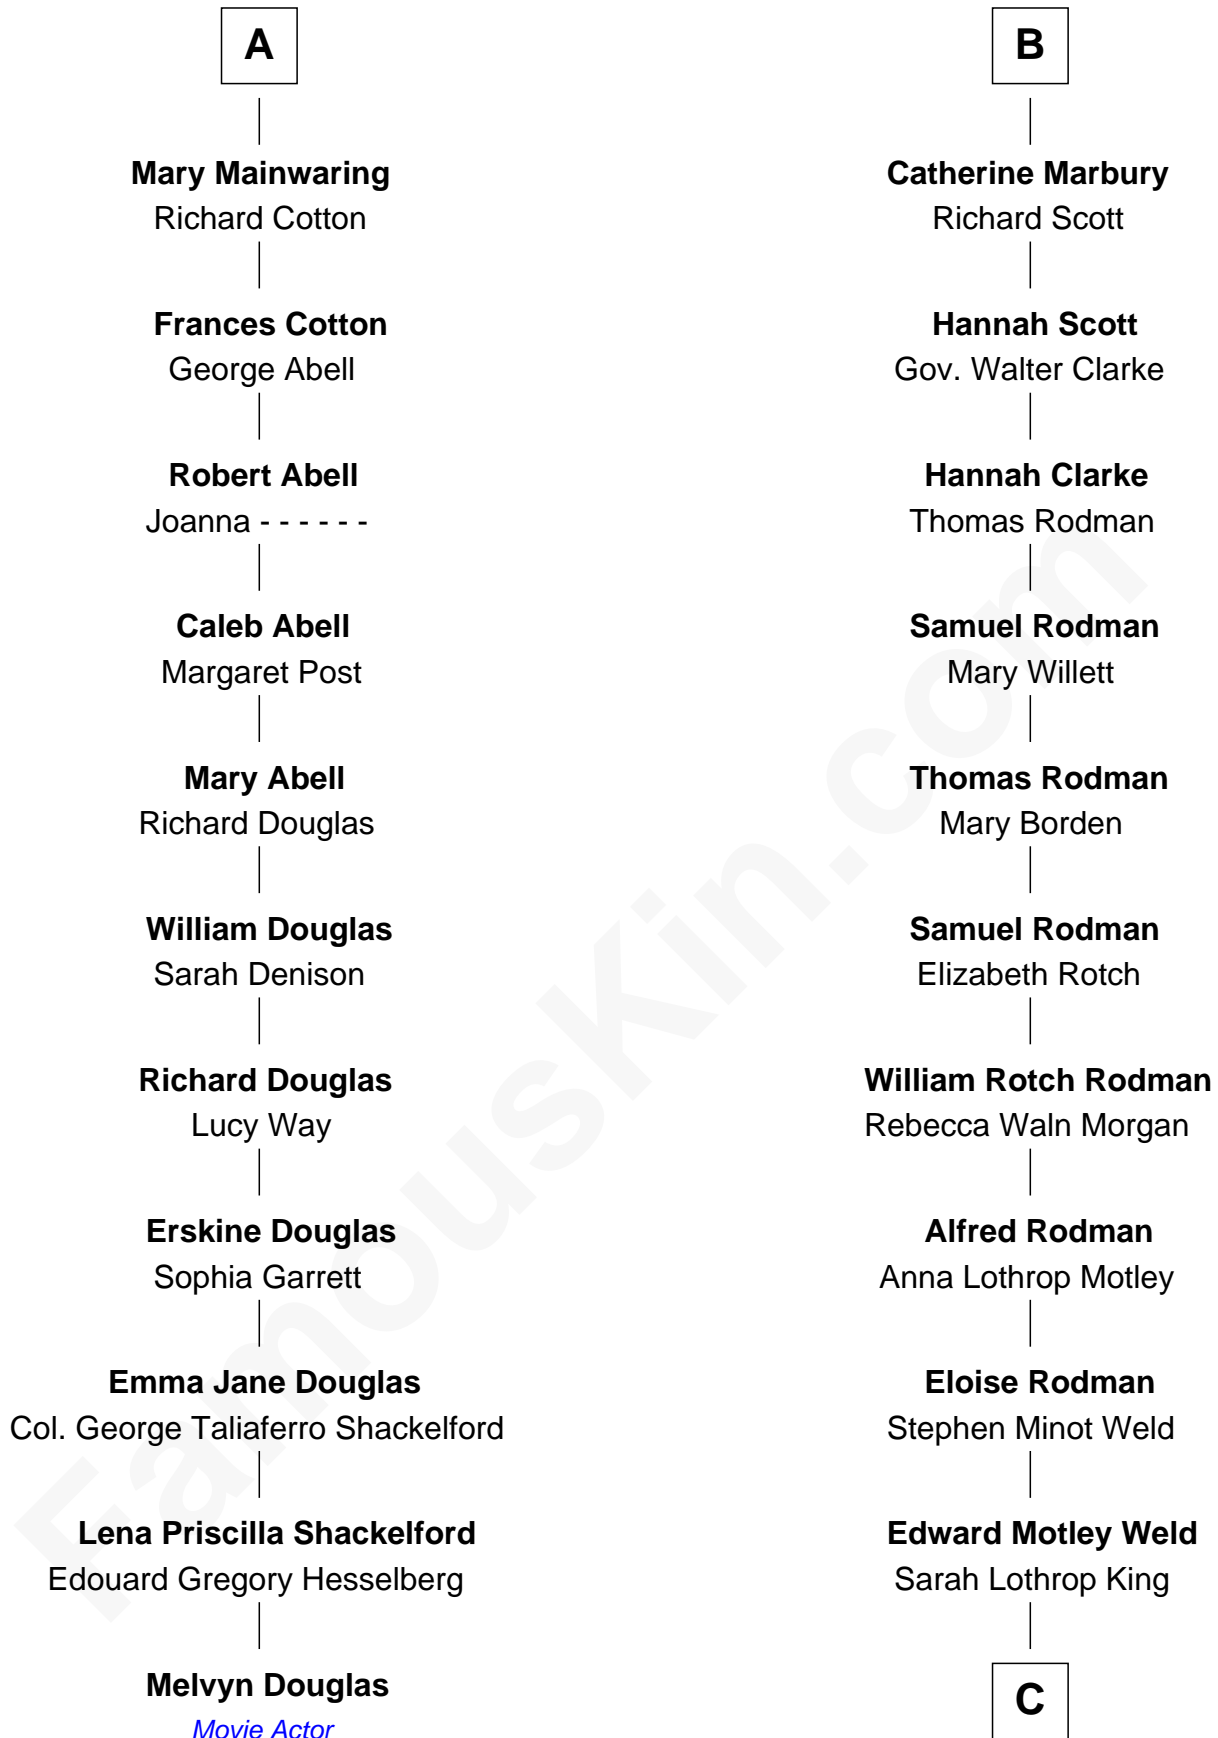 A
Mary Mainwaring
Richard Cotton
Frances Cotton
George Abell
Robert Abell
Joanna - - - - - -
Caleb Abell
Margaret Post
Mary Abell
Richard Douglas
William Douglas
Sarah Denison
Richard Douglas
Lucy Way
Erskine Douglas
Sophia Garrett
Emma Jane Douglas
Col. George Taliaferro Shackelford
Lena Priscilla Shackelford
Edouard Gregory Hesselberg
Melvyn Douglas
Movie Actor
B
Catherine Marbury
Richard Scott
Hannah Scott
Gov. Walter Clarke
Hannah Clarke
Thomas Rodman
Samuel Rodman
Mary Willett
Thomas Rodman
Mary Borden
Samuel Rodman
Elizabeth Rotch
William Rotch Rodman
Rebecca Waln Morgan
Alfred Rodman
Anna Lothrop Motley
Eloise Rodman
Stephen Minot Weld
Edward Motley Weld
Sarah Lothrop King
C
FamousKin.com